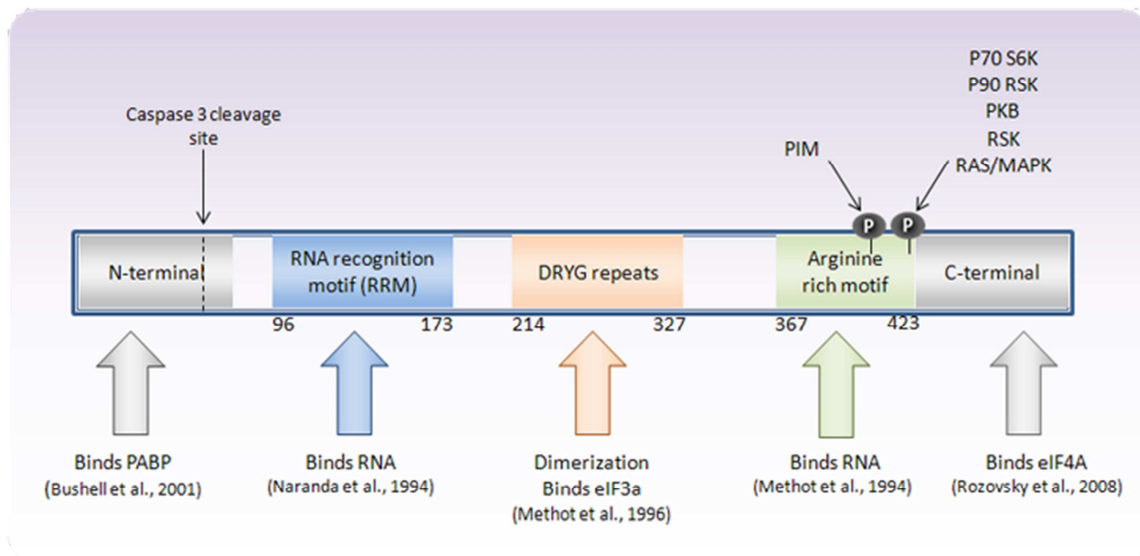 P70 S6K
P90 RSK
PKB
RSK
RAS/MAPK
PIM
Caspase 3 cleavage
site
P
P
N-terminal
RNA recognition
motif (RRM)
DRYG repeats
Arginine
rich motif
C-terminal
96
173
214
327
367
423
Binds PABP
(Bushell et al., 2001)
Binds RNA
(Naranda et al., 1994)
Dimerization
Binds eIF3a
(Methot et al., 1996)
Binds RNA
(Methot et al., 1994)
Binds eIF4A
(Rozovsky et al., 2008)